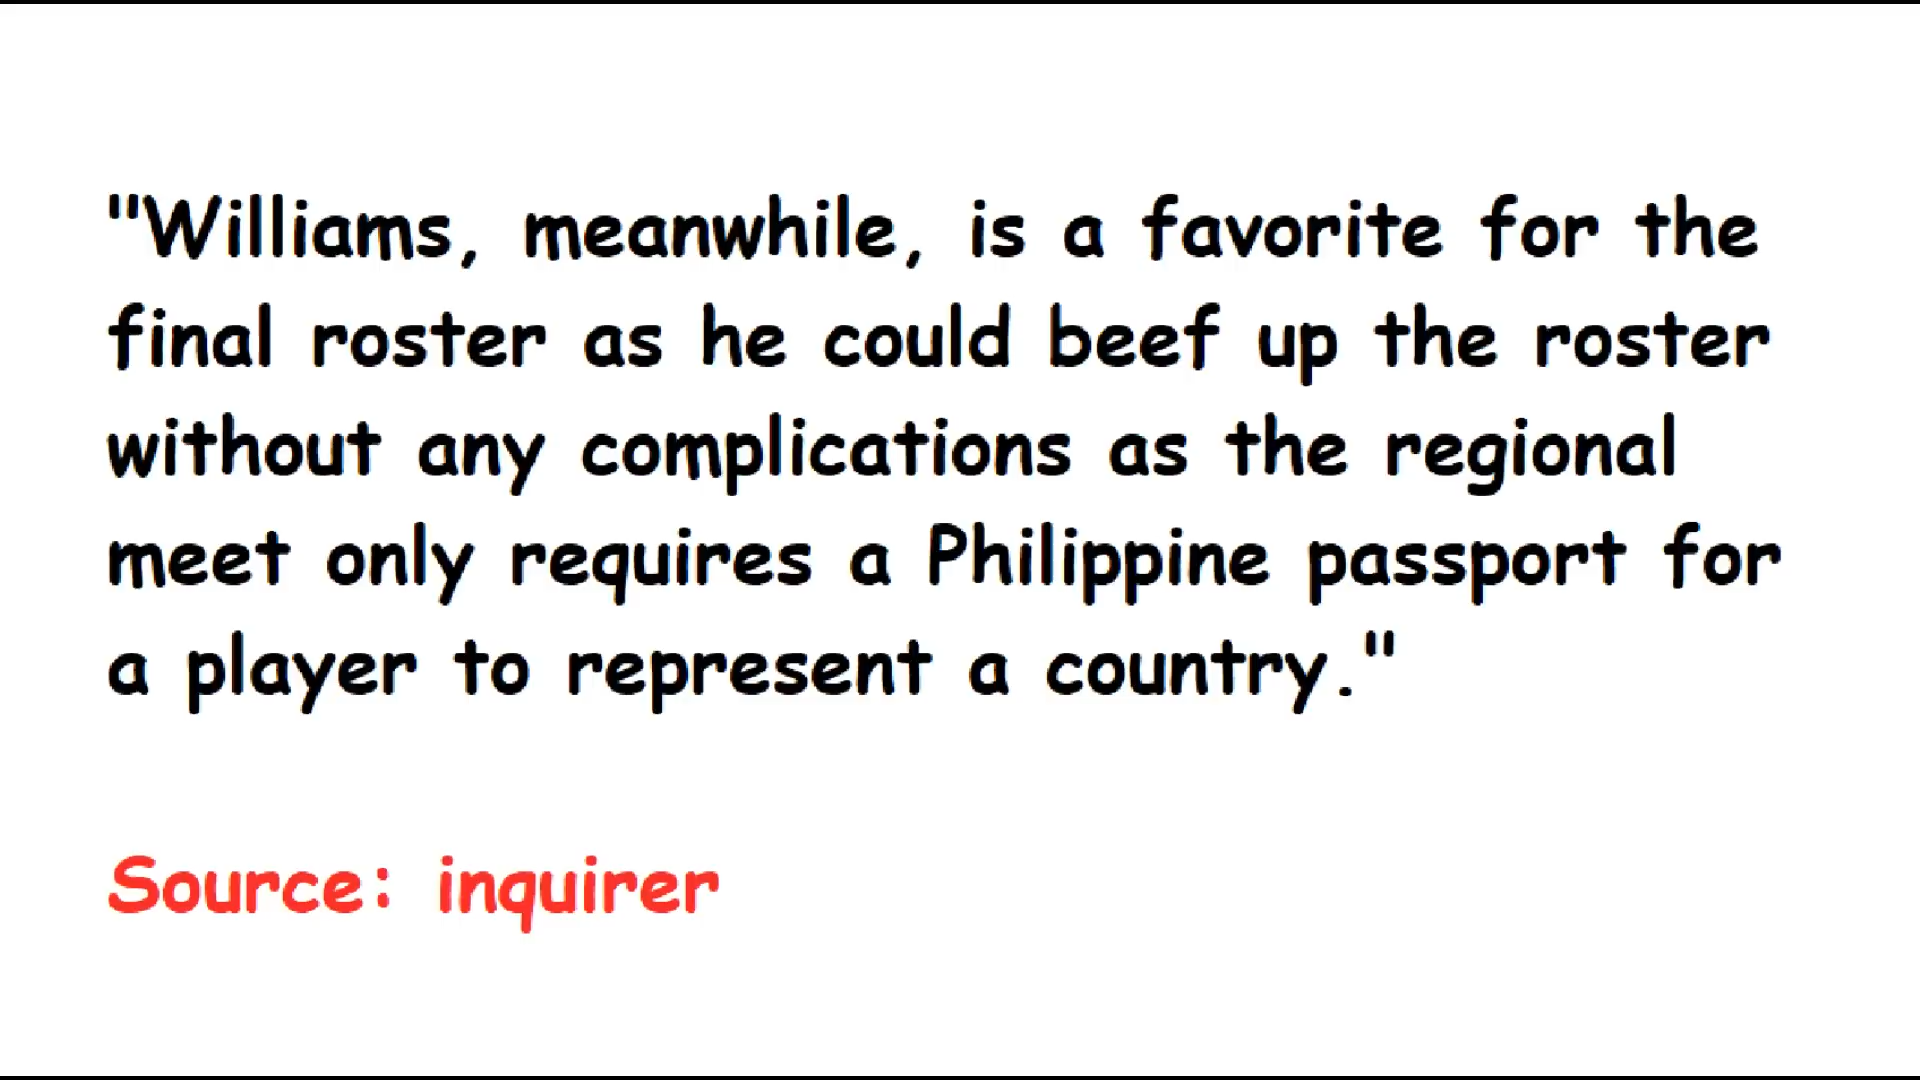 "Williams, meanwhile, is a favorite for the
final roster as he could beef up the roster
without any complications as the regional
meet only requires a Philippine passport for
a player to represent a country."
Source: inquirer